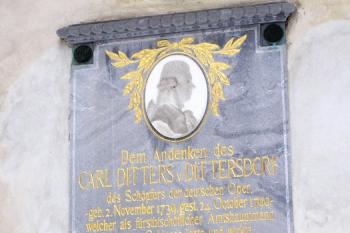 Dem Andenken des
CARL DITTERS v. DITTERSDORF
des Schöpfers der deutschen Oper,
geb. 2. November 1739, gest. 24. October 1799,
welcher als fürstbischöflicher Amtshauptmann